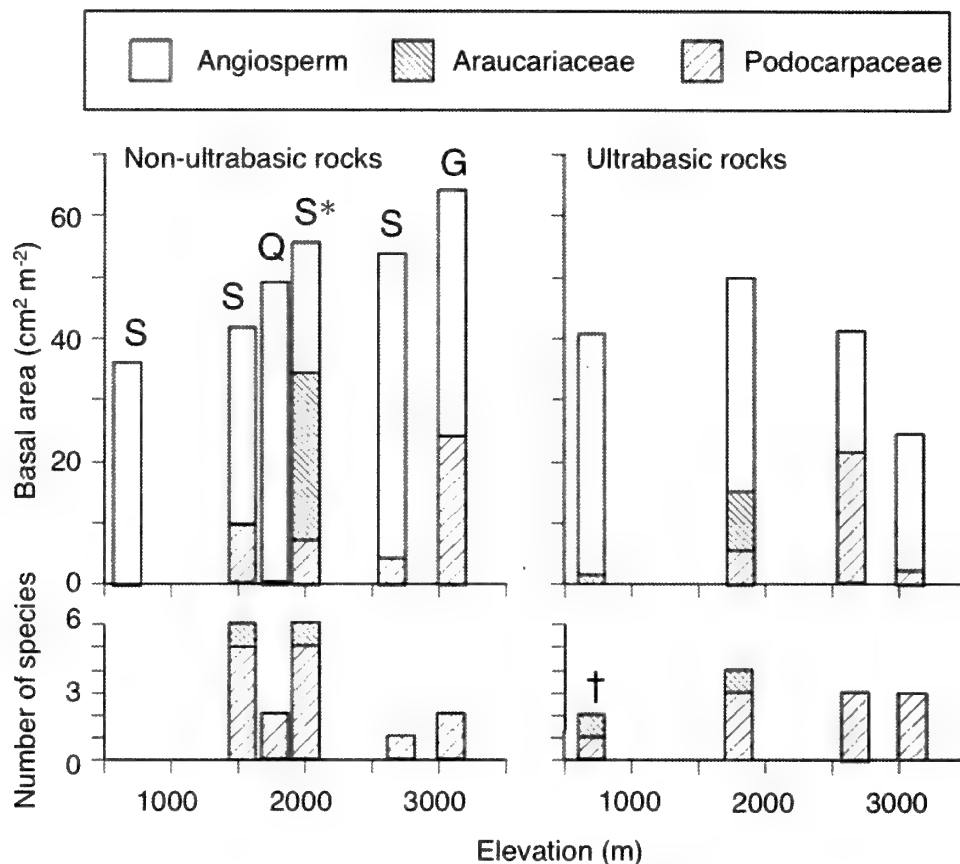 Angiosperm Araucariaceae Podocarpaceae
Non-ultrabasic rocks
Ultrabasic rocks
S S Q S* S G
Basal area (cm² m⁻²)
60
40
20
0
Number of species
6
3
0
†
1000 2000 3000
1000 2000 3000
Elevation (m)